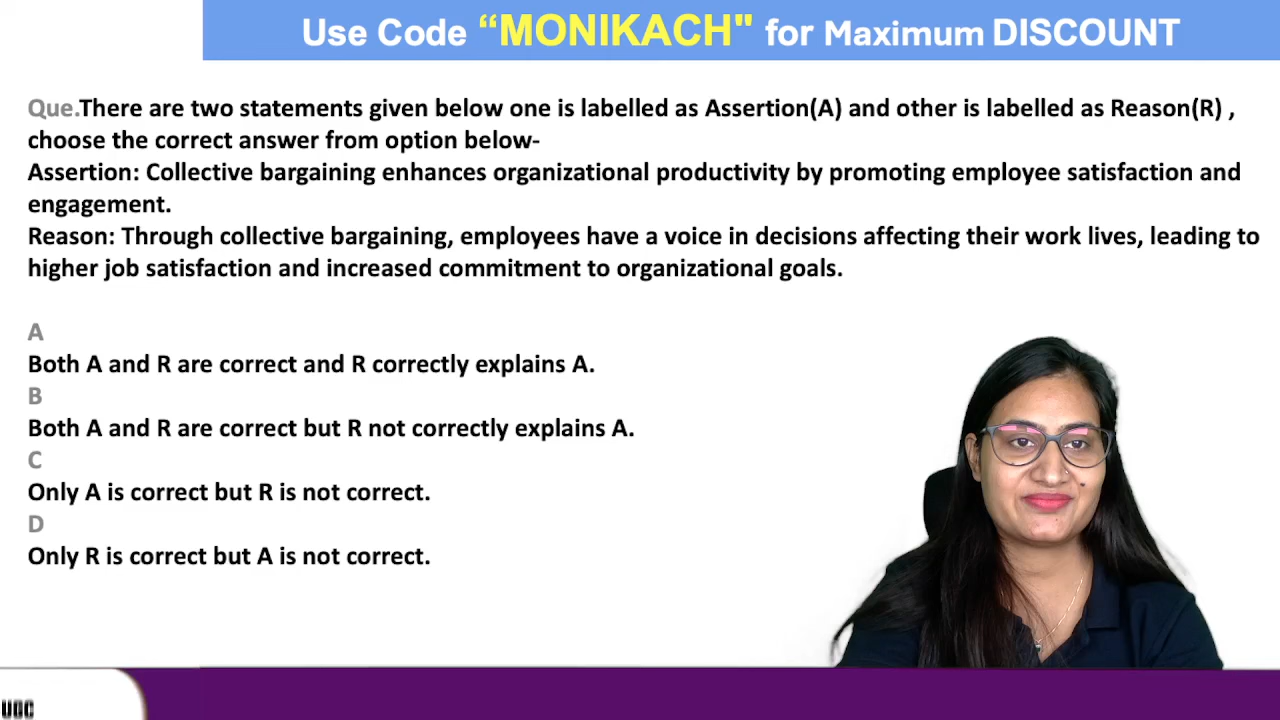 Use Code “MONIKACH" for Maximum DISCOUNT
Que.There are two statements given below one is labelled as Assertion(A) and other is labelled as Reason(R) ,
choose the correct answer from option below-
Assertion: Collective bargaining enhances organizational productivity by promoting employee satisfaction and
engagement.
Reason: Through collective bargaining, employees have a voice in decisions affecting their work lives, leading to
higher job satisfaction and increased commitment to organizational goals.
A
Both A and R are correct and R correctly explains A.
B
Both A and R are correct but R not correctly explains A.
C
Only A is correct but R is not correct.
D
Only R is correct but A is not correct.